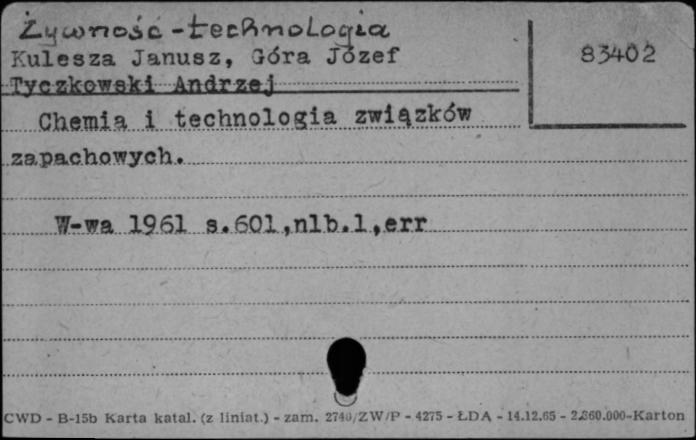 Żywność - technologia
83402
Kulesza Janusz, Góra Józef
Tyczkowski Andrzej
Chemia i technologia związków
zapachowych.
W-wa 1961 s.601,nlb.1,err
CWD - B-15b Karta katal. (z liniat.) - zam. 2740/ZW/P - 4275 - ŁDA - 14.12.65 - 2.360.000-Karton